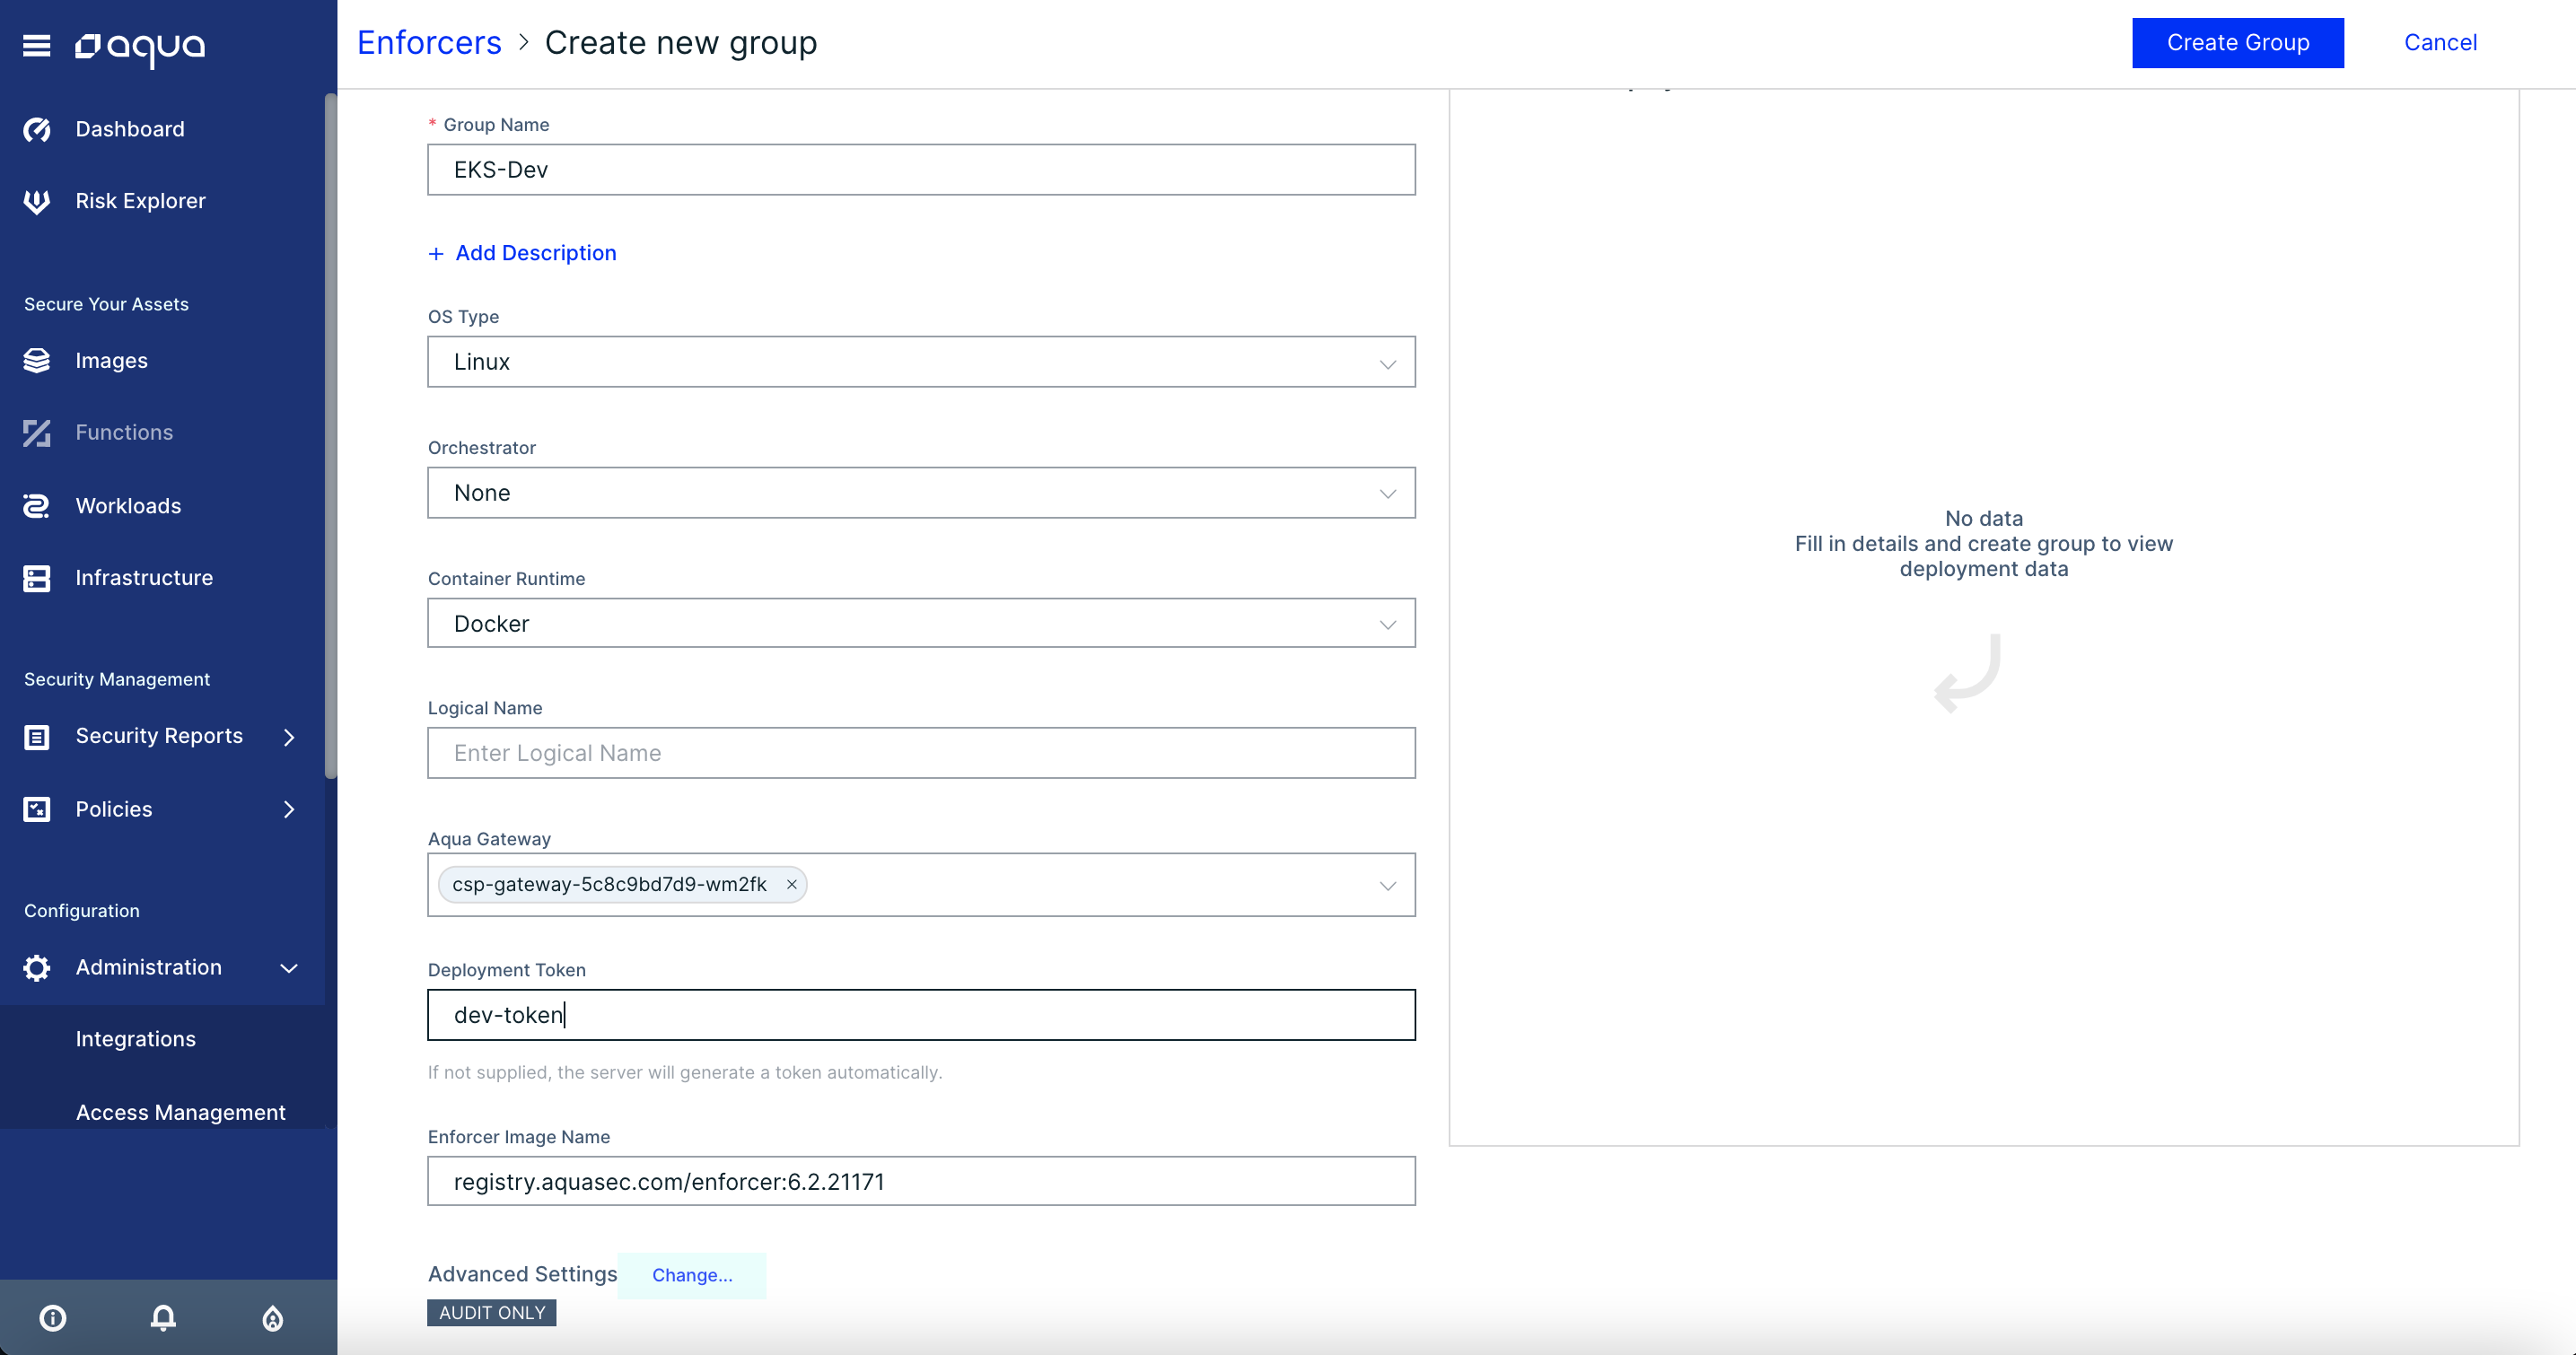 aqua
Enforcers > Create new group
Create Group
Cancel
Dashboard
Risk Explorer
Secure Your Assets
Images
Functions
Workloads
Infrastructure
Security Management
Security Reports
Policies
Configuration
Administration
Integrations
Access Management
* Group Name
EKS-Dev
+ Add Description
OS Type
Linux
Orchestrator
None
Container Runtime
Docker
Logical Name
Enter Logical Name
Aqua Gateway
csp-gateway-5c8c9bd7d9-wm2fk ×
Deployment Token
dev-token
If not supplied, the server will generate a token automatically.
Enforcer Image Name
registry.aquasec.com/enforcer:6.2.21171
Advanced Settings Change...
AUDIT ONLY
No data
Fill in details and create group to view
deployment data